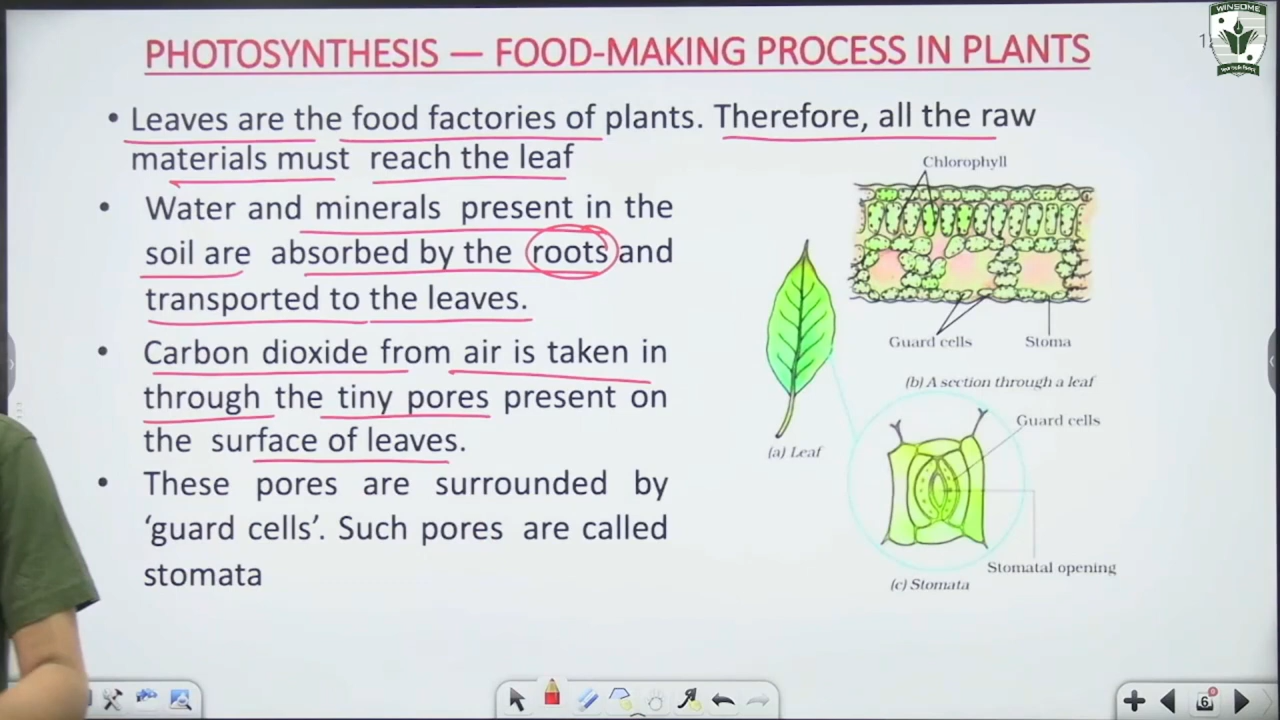 PHOTOSYNTHESIS — FOOD-MAKING PROCESS IN PLANTS
WINSOME
• Leaves are the food factories of plants. Therefore, all the raw
materials must reach the leaf
• Water and minerals present in the
soil are absorbed by the roots and
transported to the leaves.
• Carbon dioxide from air is taken in
through the tiny pores present on
the surface of leaves.
• These pores are surrounded by
‘guard cells’. Such pores are called
stomata
Chlorophyll
Guard cells
Stoma
(b) A section through a leaf
(a) Leaf
Guard cells
Stomatal opening
(c) Stomata
6